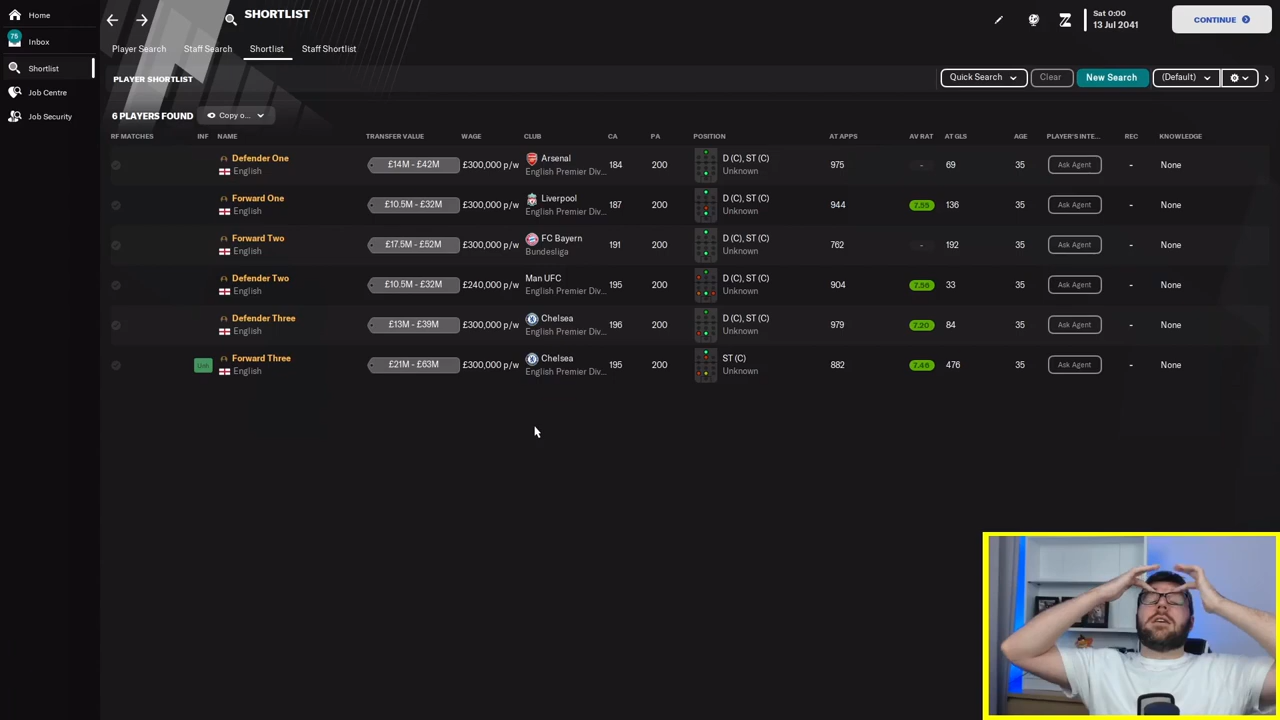 Home
Inbox
75
Shortlist
Job Centre
Job Security
SHORTLIST
Sat 0:00
13 Jul 2041
CONTINUE
Player Search Staff Search Shortlist Staff Shortlist
PLAYER SHORTLIST
Quick Search Clear New Search (Default)
6 PLAYERS FOUND Copy o...
RF MATCHES INF NAME TRANSFER VALUE WAGE CLUB CA PA POSITION AT APPS AV RAT AT GLS AGE PLAYER'S INTE... REC KNOWLEDGE
Defender One £14M - £42M £300,000 p/w Arsenal 184 200 D (C), ST (C) 975 - 69 35 Ask Agent - None
English English Premier Div... Unknown
Forward One £10.5M - £32M £300,000 p/w Liverpool 187 200 D (C), ST (C) 944 7.55 136 35 Ask Agent - None
English English Premier Div... Unknown
Forward Two £17.5M - £52M £300,000 p/w FC Bayern 191 200 D (C), ST (C) 762 - 192 35 Ask Agent - None
English Bundesliga Unknown
Defender Two £10.5M - £32M £240,000 p/w Man UFC 195 200 D (C), ST (C) 904 7.56 33 35 Ask Agent - None
English English Premier Div... Unknown
Defender Three £13M - £39M £300,000 p/w Chelsea 196 200 D (C), ST (C) 979 7.20 84 35 Ask Agent - None
English English Premier Div... Unknown
Unh Forward Three £21M - £63M £300,000 p/w Chelsea 195 200 ST (C) 882 7.46 476 35 Ask Agent - None
English English Premier Div... Unknown